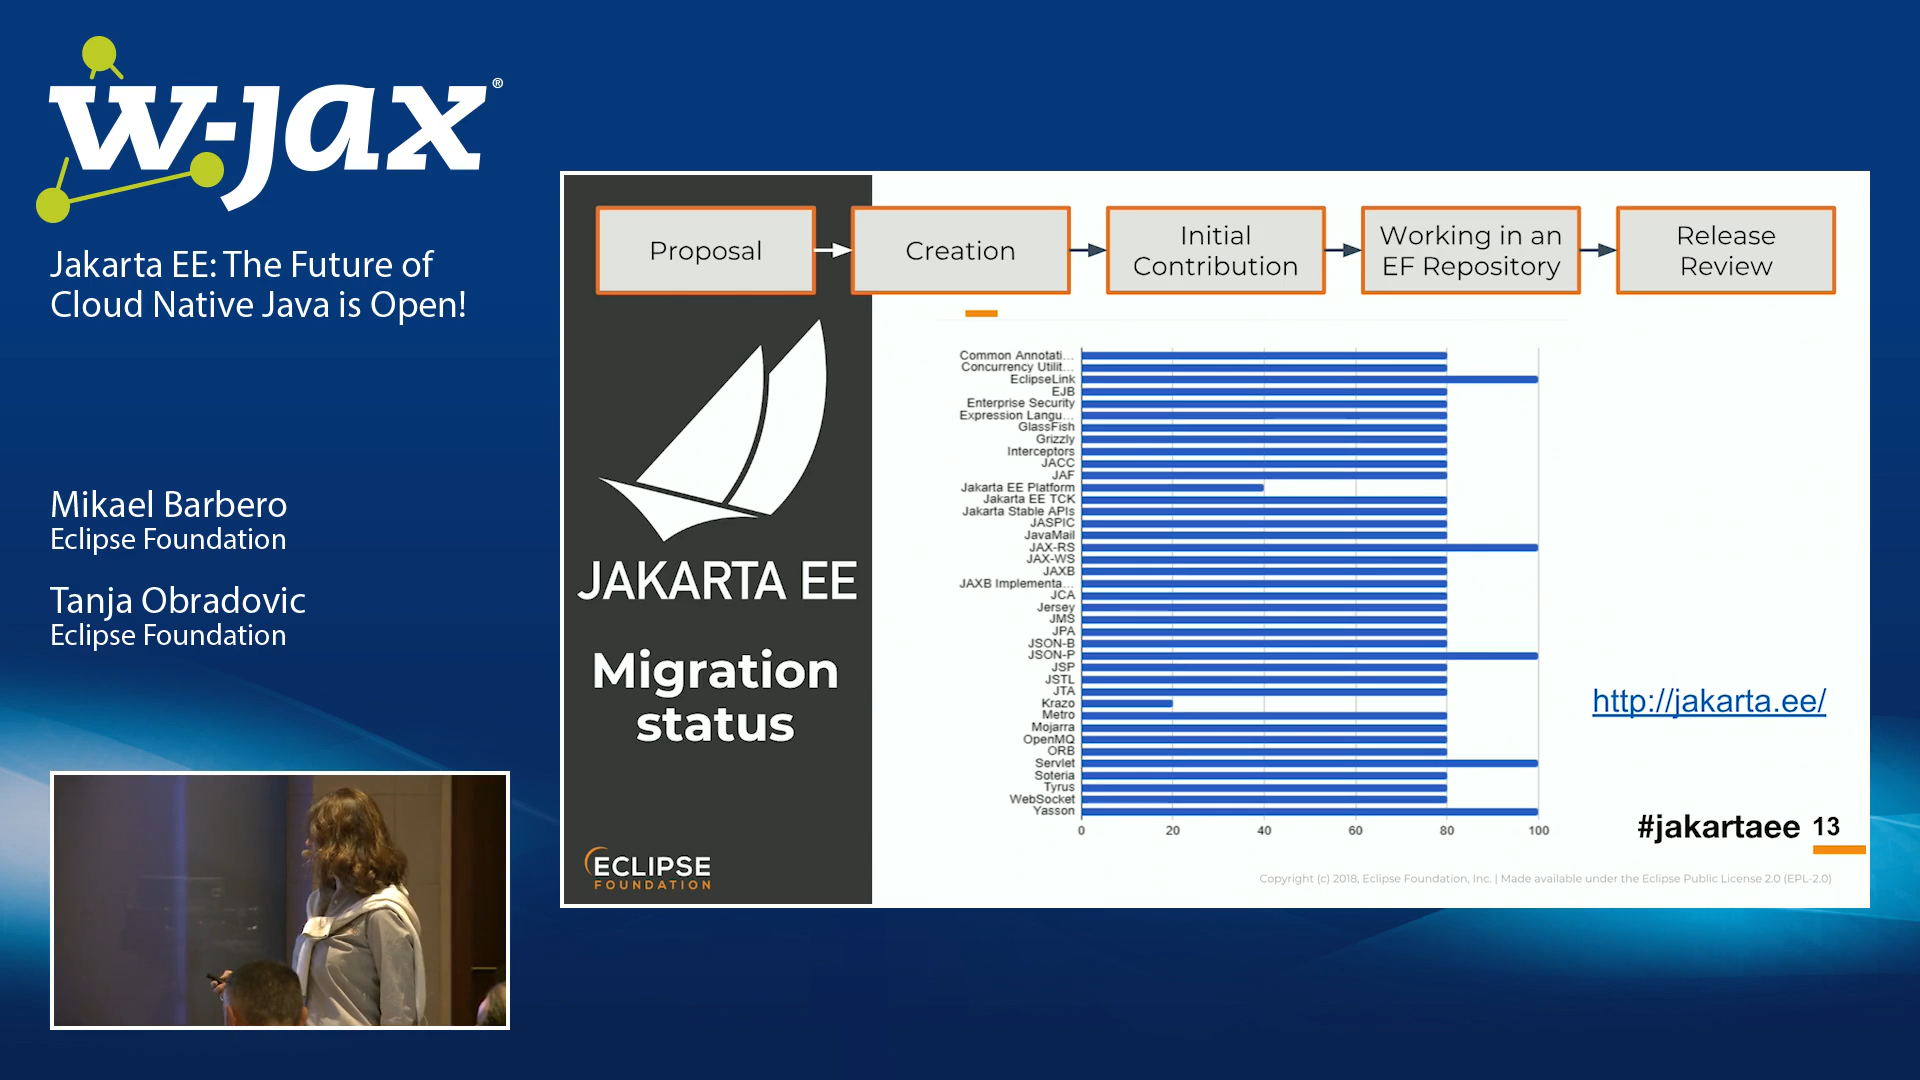 w-jax®
Jakarta EE: The Future of
Cloud Native Java is Open!
Mikael Barbero
Eclipse Foundation
Tanja Obradovic
Eclipse Foundation
Proposal
Creation
Initial
Contribution
Working in an
EF Repository
Release
Review
JAKARTA EE
Migration
status
ECLIPSE
FOUNDATION
Common Annotati...
Concurrency Utilit...
EclipseLink
EJB
Enterprise Security
Expression Langu...
GlassFish
Grizzly
Interceptors
JACC
JAF
Jakarta EE Platform
Jakarta EE TCK
Jakarta Stable APIs
JASPIC
JavaMail
JAX-RS
JAX-WS
JAXB
JAXB Implementa...
JCA
Jersey
JMS
JPA
JSON-B
JSON-P
JSP
JSTL
JTA
Krazo
Metro
Mojarra
OpenMQ
ORB
Servlet
Soteria
Tyrus
WebSocket
Yasson
0 20 40 60 80 100
http://jakarta.ee/
#jakartaee 13
Copyright (c) 2018, Eclipse Foundation, Inc. | Made available under the Eclipse Public License 2.0 (EPL-2.0)